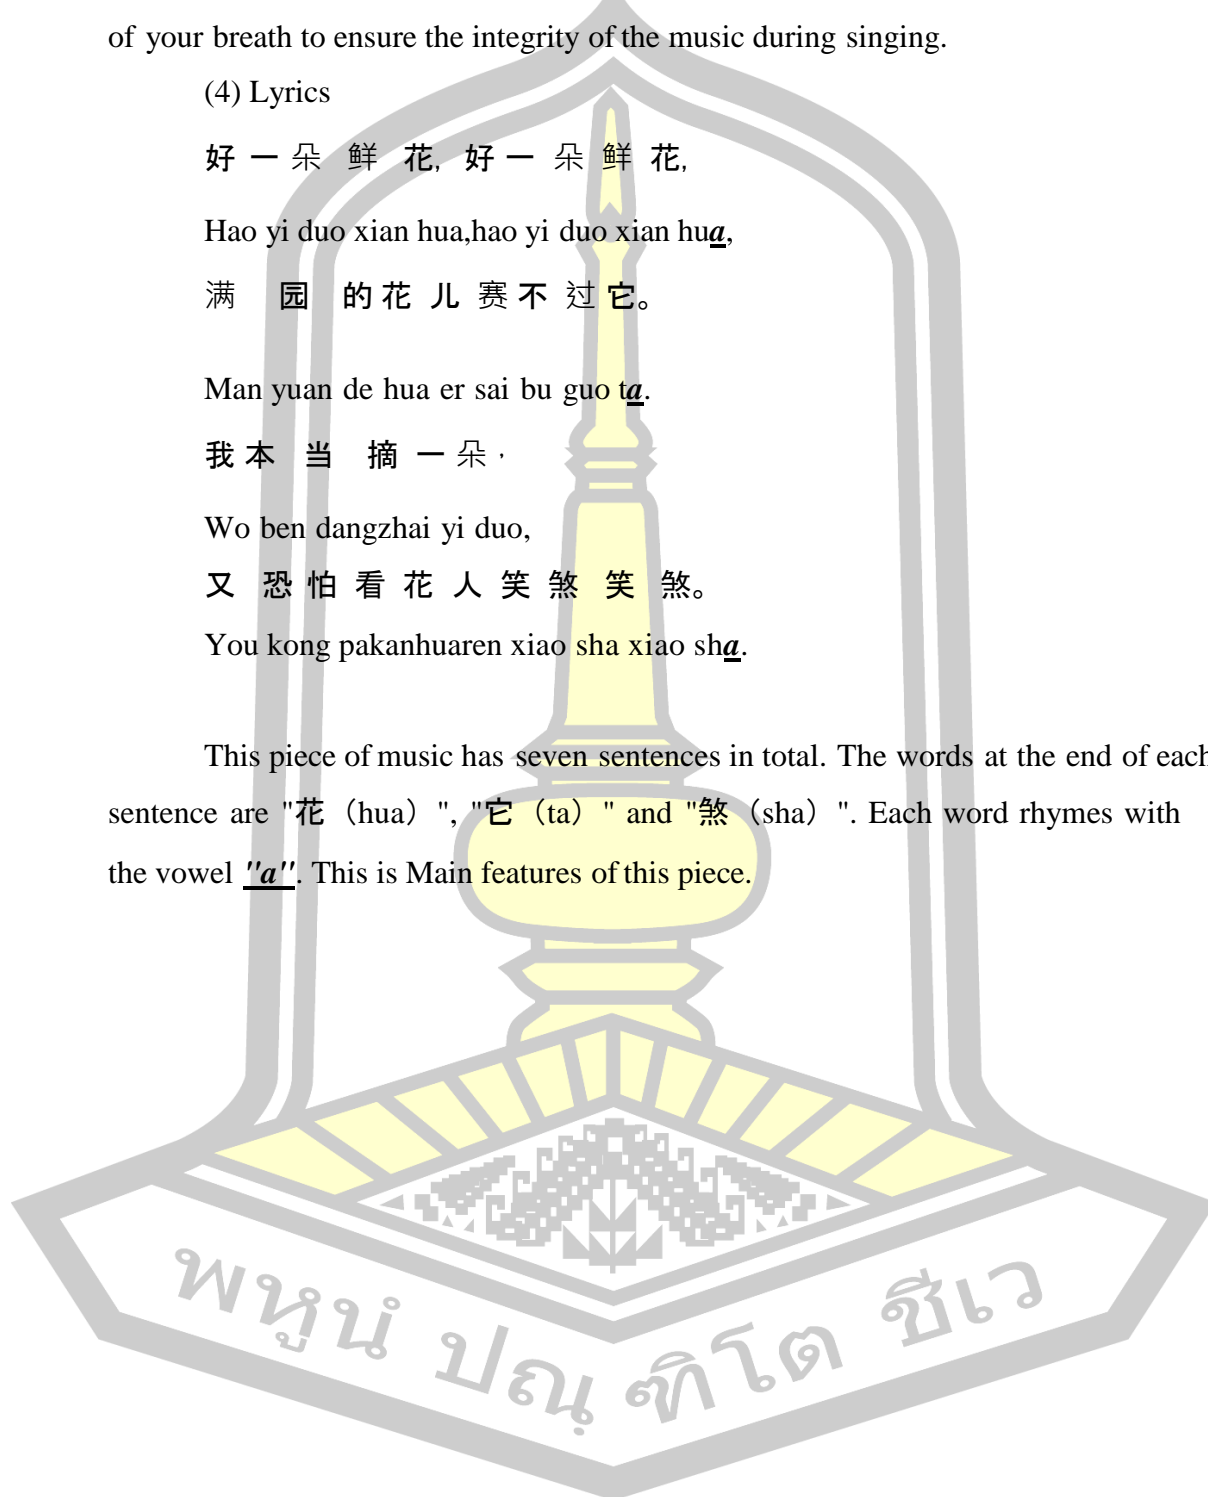 of your breath to ensure the integrity of the music during singing.
(4) Lyrics
好 一 朵 鲜 花, 好 一 朵 鲜 花,
Hao yi duo xian hua,hao yi duo xian hua,
满 园 的 花 儿 赛 不 过 它。
Man yuan de hua er sai bu guo ta.
我 本 当 摘 一 朵，
Wo ben dangzhai yi duo,
又 恐 怕 看 花 人 笑 煞 笑 煞。
You kong pakanhuaren xiao sha xiao sha.
This piece of music has seven sentences in total. The words at the end of each
sentence are "花（hua）", "它（ta）" and "煞（sha）". Each word rhymes with
the vowel "a". This is Main features of this piece.
พหูนํ ปณฺฑิโต ชีเว